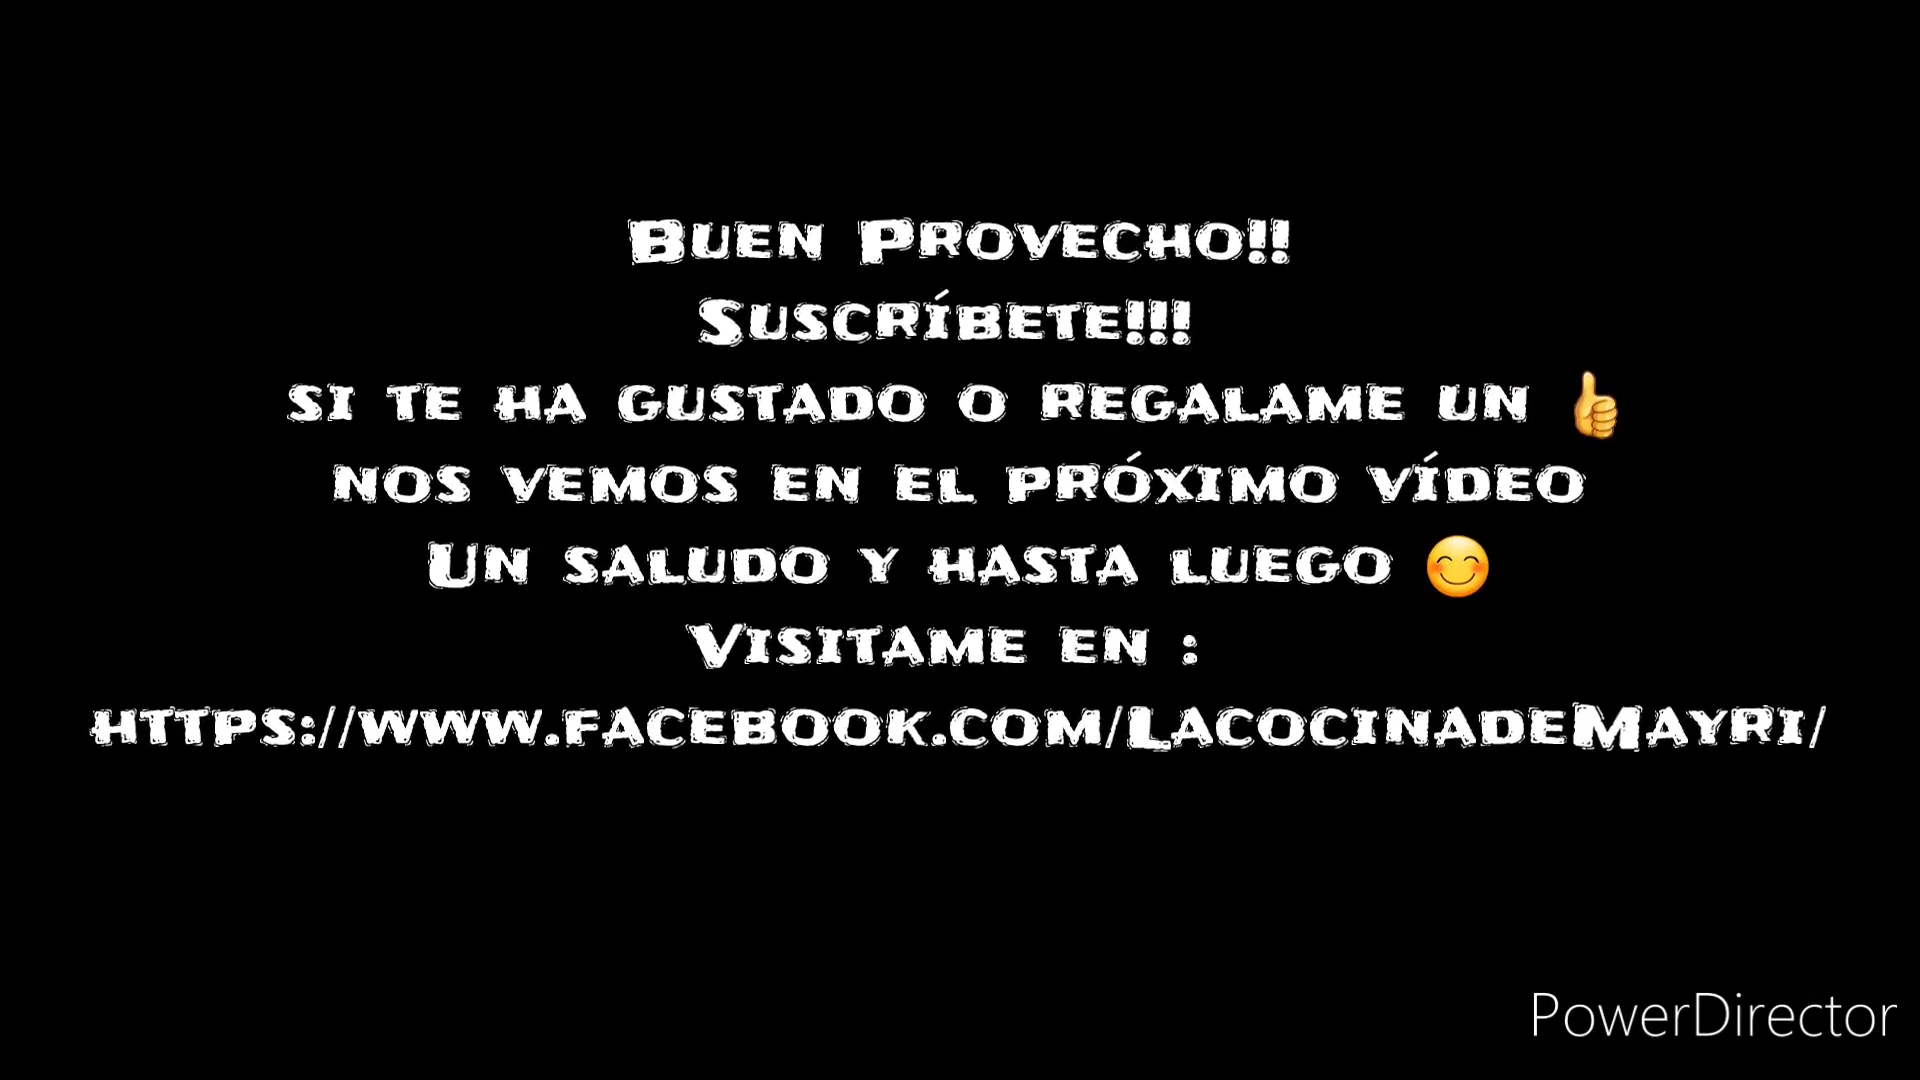 Buen Provecho!!
Suscríbete!!!
si te ha gustado o regalame un 👍
nos vemos en el próximo vídeo
Un saludo y hasta luego 😊
Visitame en :
https://www.facebook.com/LacocinadeMayri/
PowerDirector